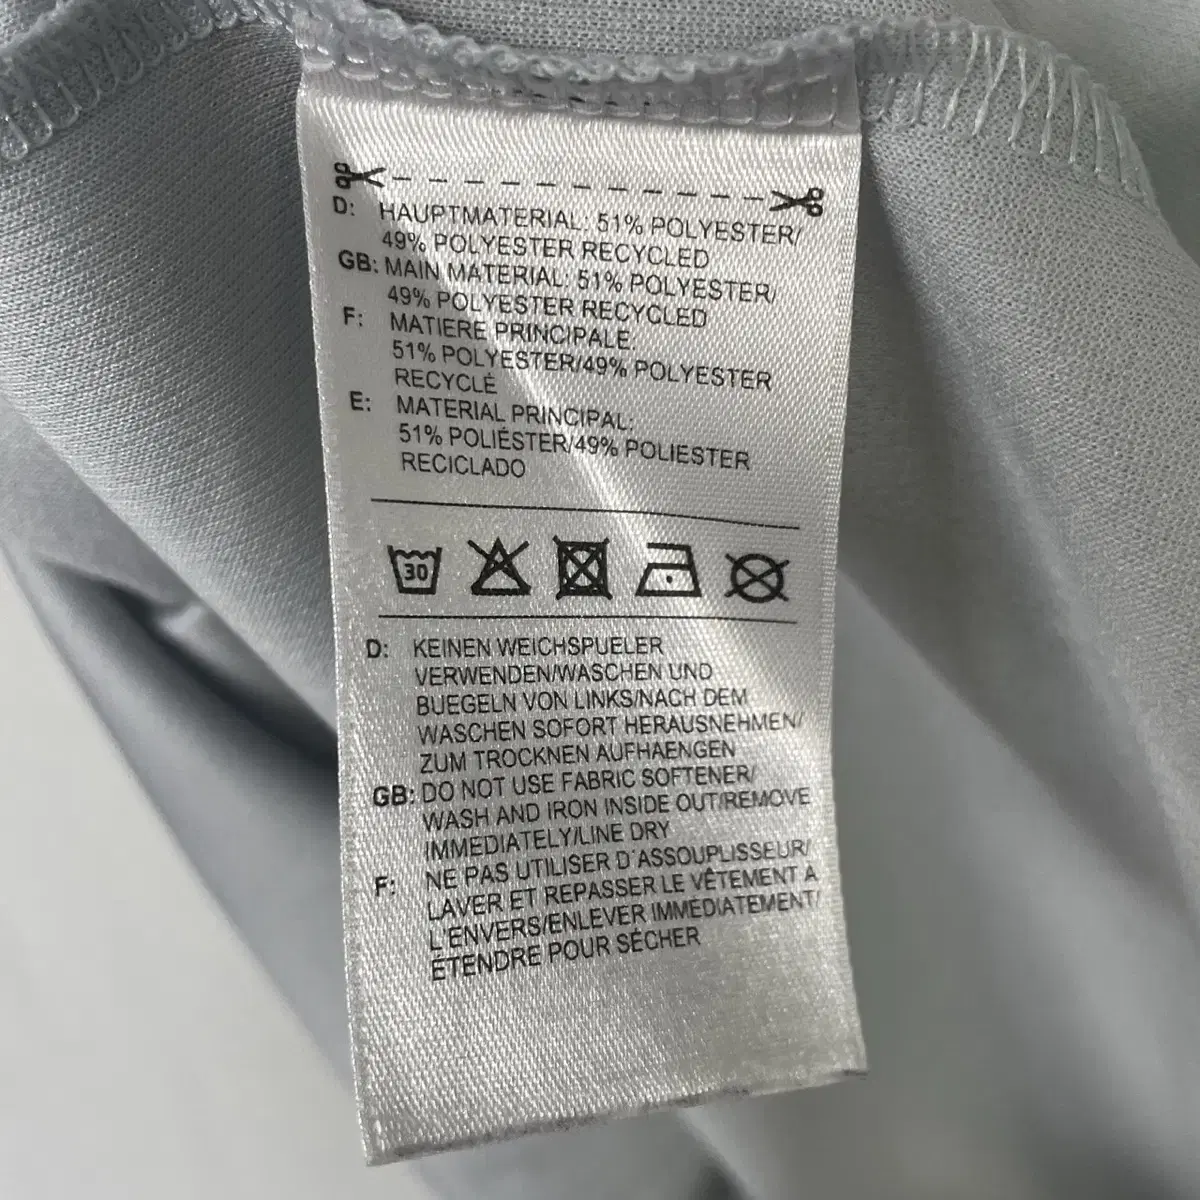 D: HAUPTMATERIAL: 51% POLYESTER/
49% POLYESTER RECYCLED
GB: MAIN MATERIAL: 51% POLYESTER/
49% POLYESTER RECYCLED
F: MATIERE PRINCIPALE:
51% POLYESTER/49% POLYESTER
RECYCLÉ
E: MATERIAL PRINCIPAL:
51% POLIÉSTER/49% POLIESTER
RECICLADO
30
D: KEINEN WEICHSPUELER
VERWENDEN/WASCHEN UND
BUEGELN VON LINKS/NACH DEM
WASCHEN SOFORT HERAUSNEHMEN/
ZUM TROCKNEN AUFHAENGEN
GB: DO NOT USE FABRIC SOFTENER/
WASH AND IRON INSIDE OUT/REMOVE
IMMEDIATELY/LINE DRY
F: NE PAS UTILISER D'ASSOUPLISSEUR/
LAVER ET REPASSER LE VÊTEMENT À
L'ENVERS/ENLEVER IMMÉDIATEMENT/
ÉTENDRE POUR SÉCHER